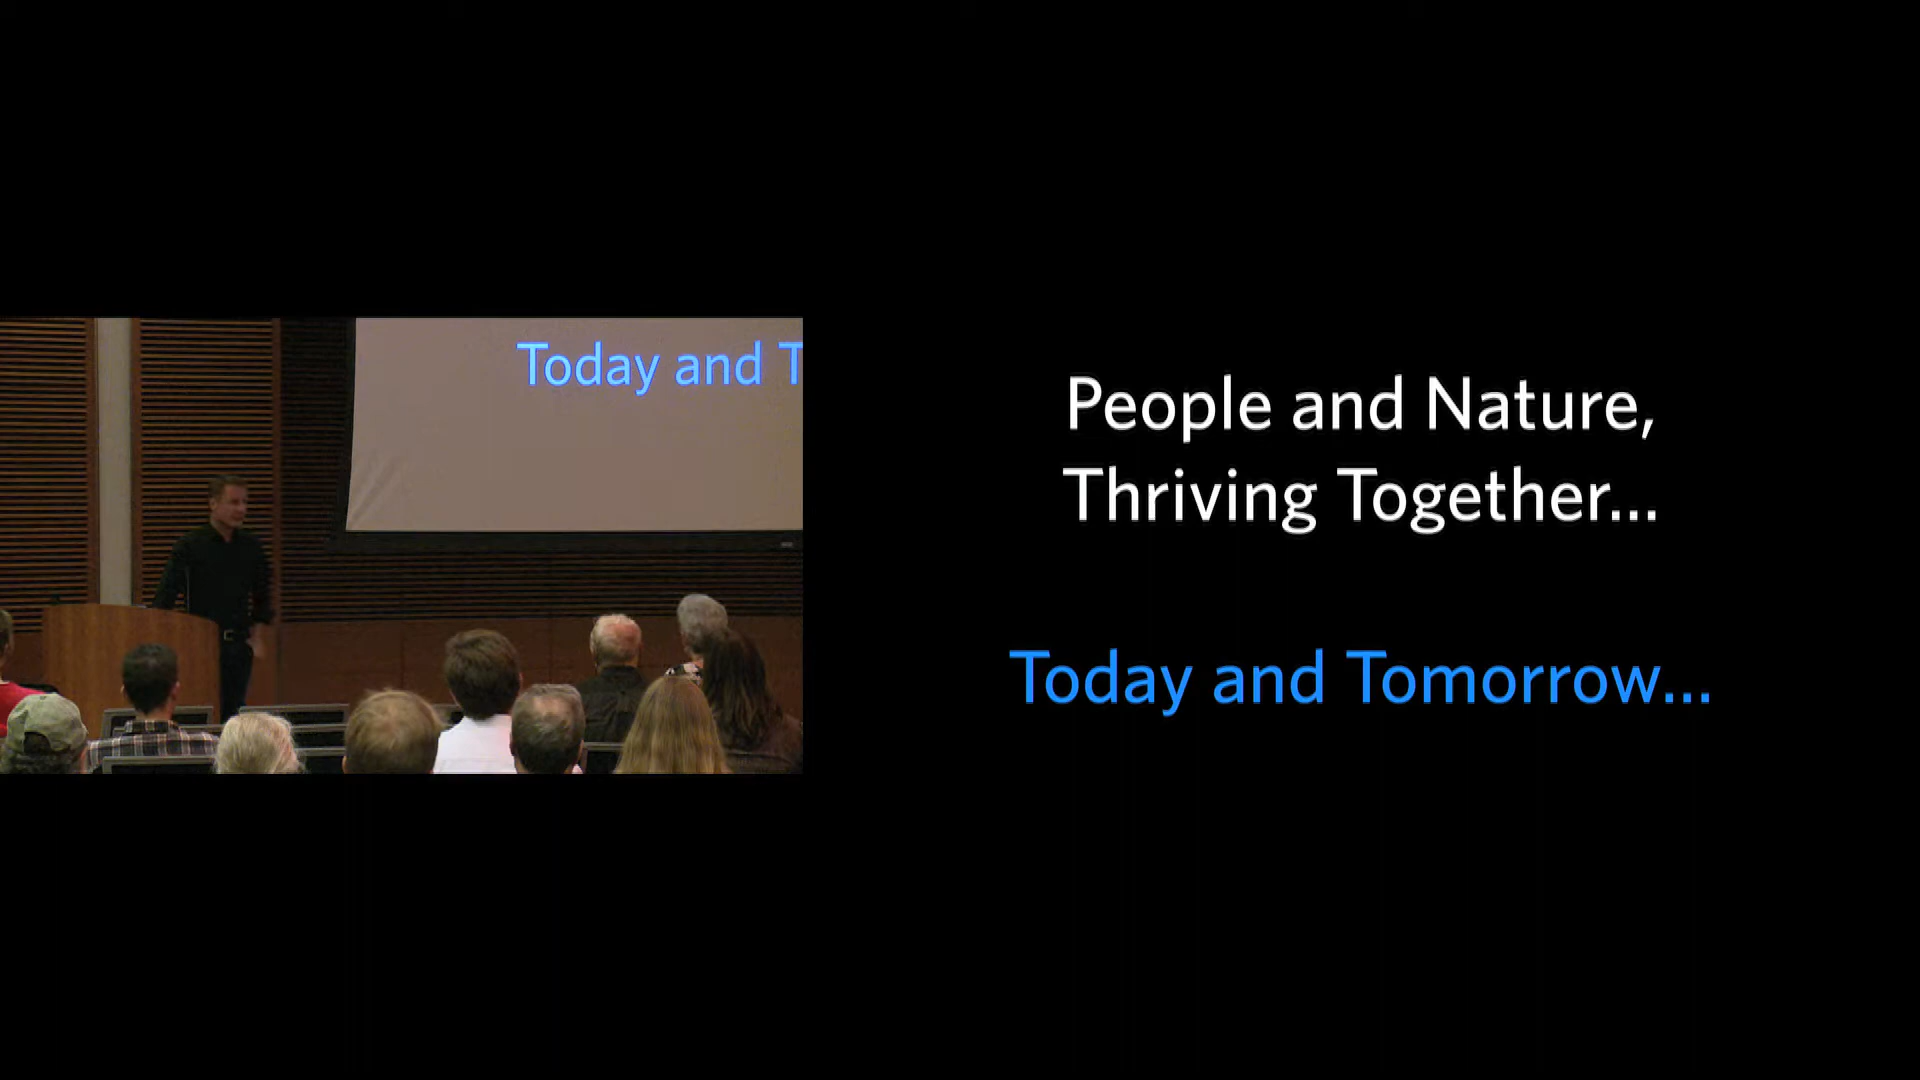 Today and T
People and Nature,
Thriving Together...
Today and Tomorrow...